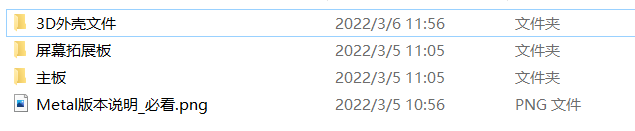 3D外壳文件 2022/3/6 11:56 文件夹
屏幕拓展板 2022/3/5 11:05 文件夹
主板 2022/3/5 11:05 文件夹
Metal版本说明_必看.png 2022/3/5 10:56 PNG 文件